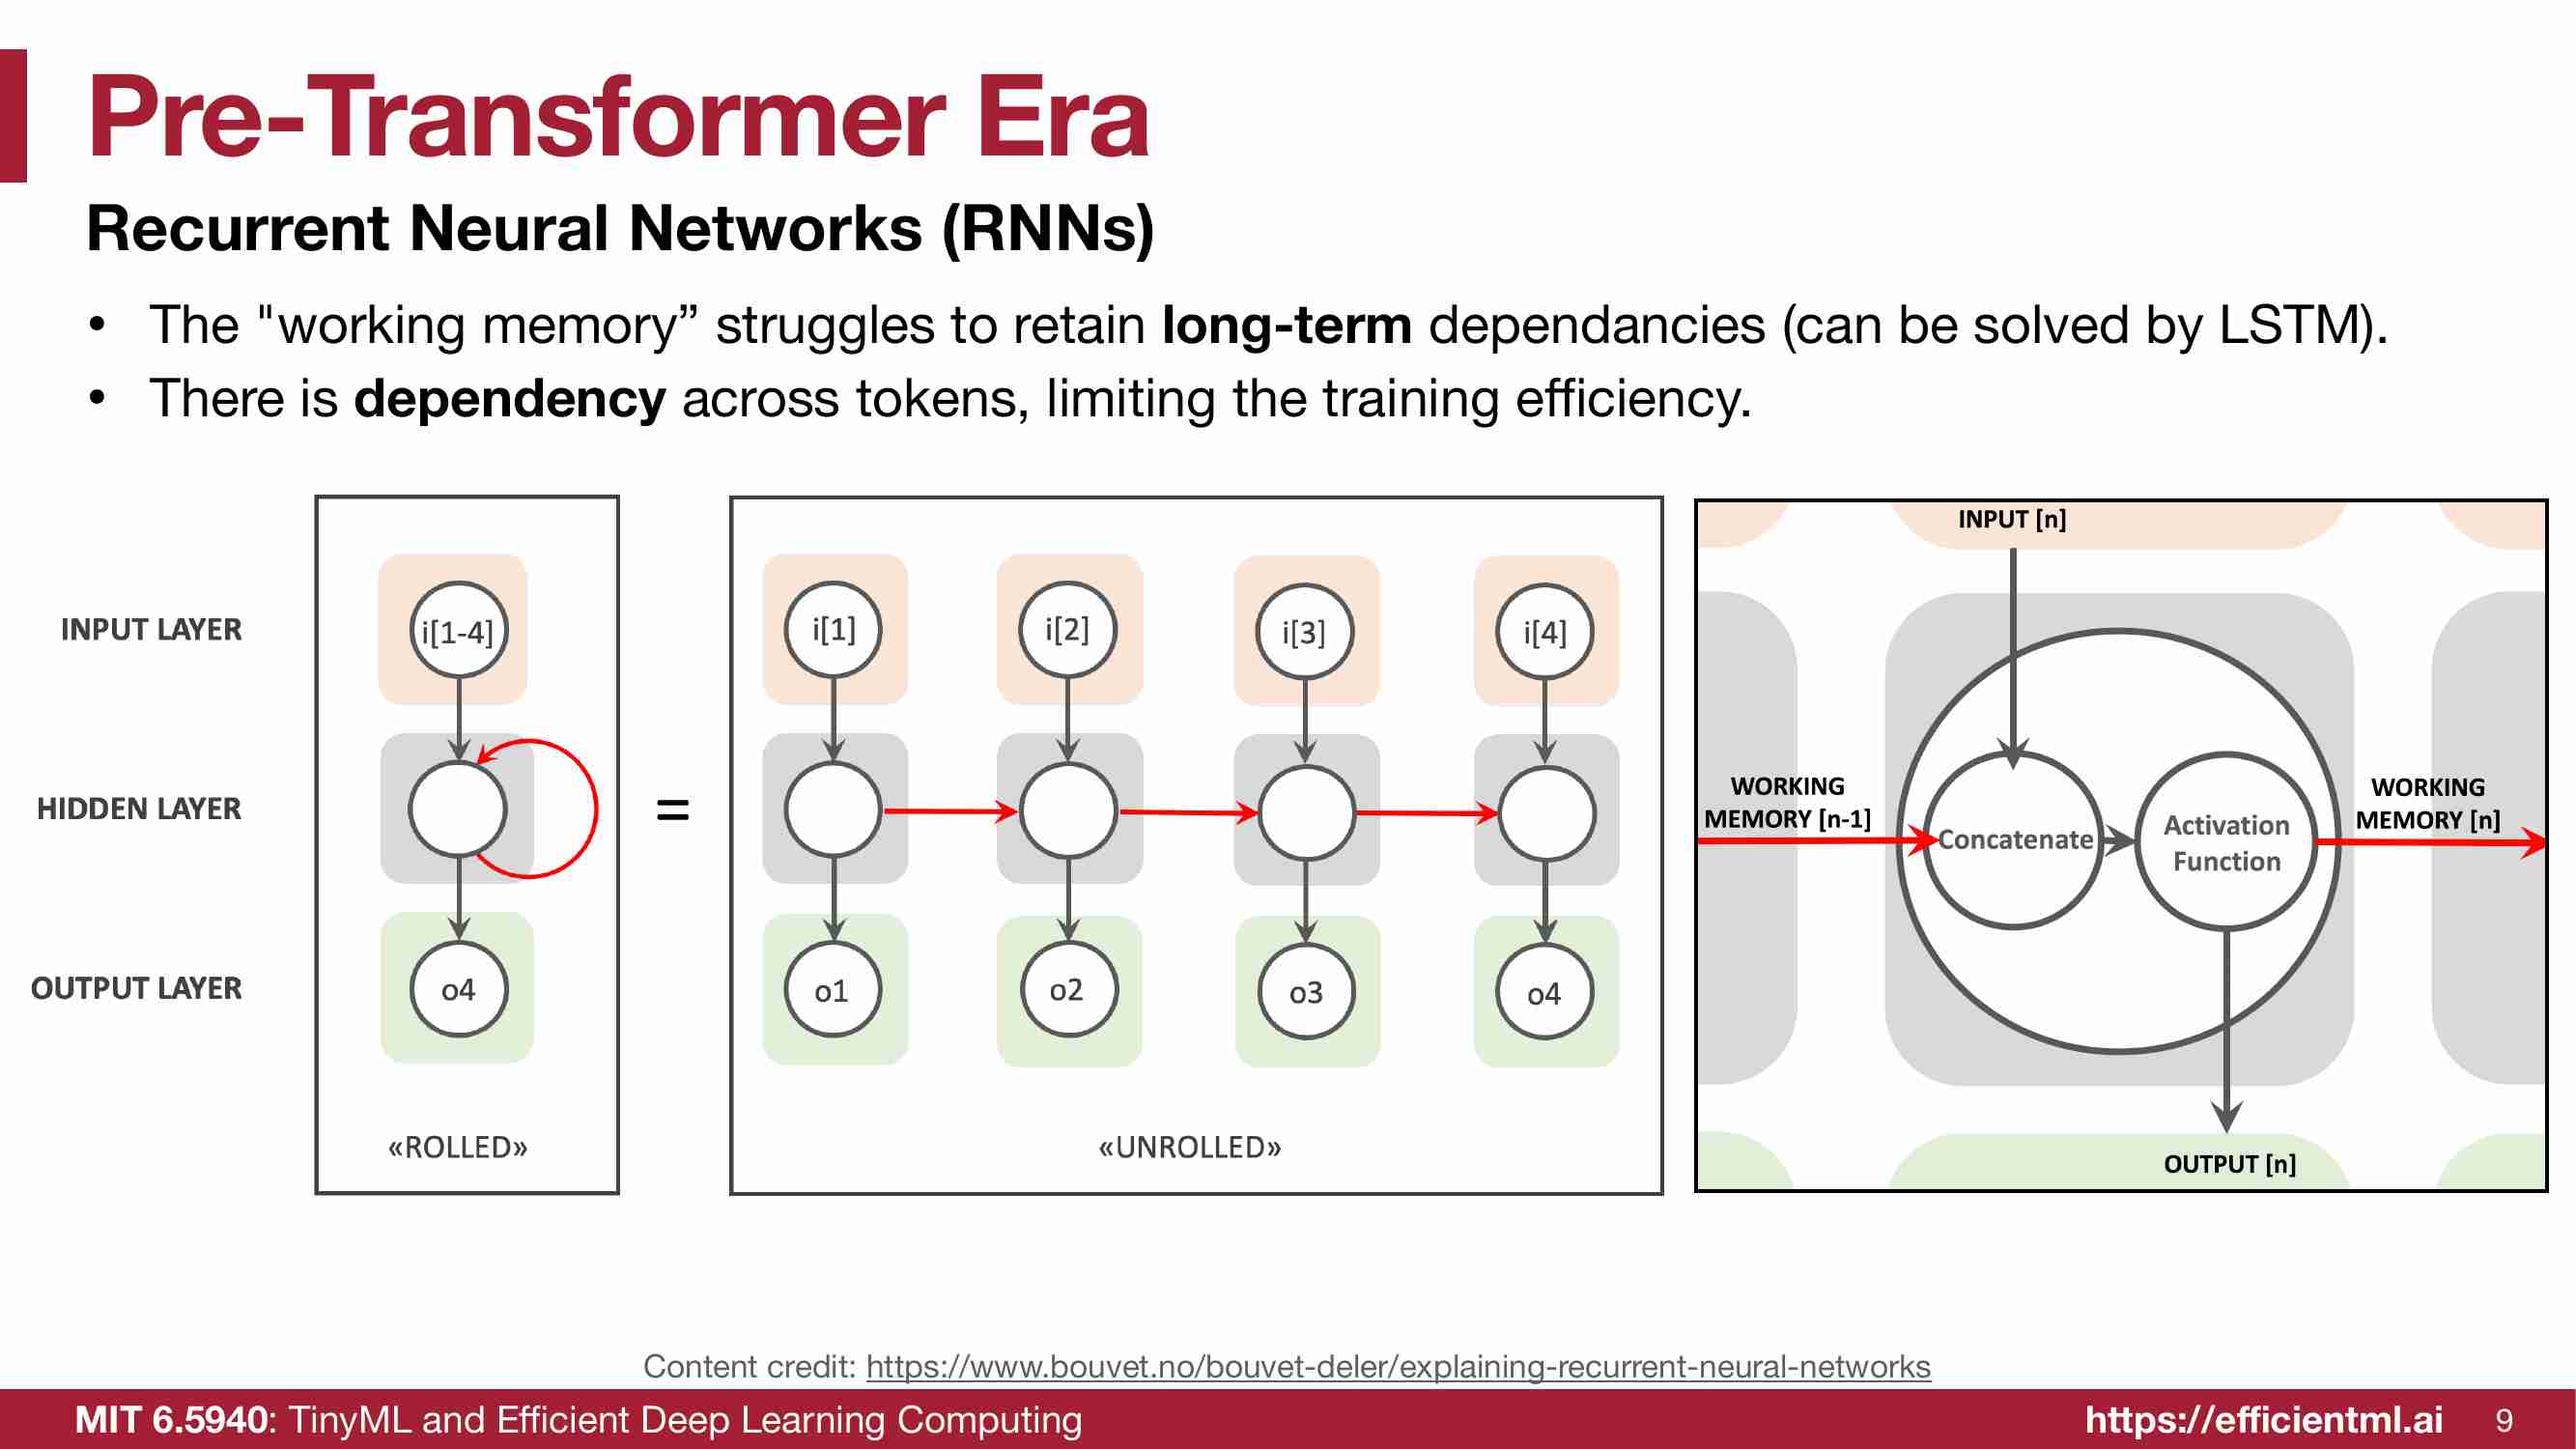 Pre-Transformer Era
Recurrent Neural Networks (RNNs)
• The "working memory” struggles to retain long-term dependancies (can be solved by LSTM).
• There is dependency across tokens, limiting the training efficiency.
INPUT LAYER
HIDDEN LAYER
OUTPUT LAYER
i[1-4]
o4
«ROLLED»
=
i[1] i[2] i[3] i[4]
o1 o2 o3 o4
«UNROLLED»
INPUT [n]
WORKING
MEMORY [n-1]
Concatenate
Activation
Function
WORKING
MEMORY [n]
OUTPUT [n]
Content credit: https://www.bouvet.no/bouvet-deler/explaining-recurrent-neural-networks
MIT 6.5940: TinyML and Efficient Deep Learning Computing
https://efficientml.ai
9